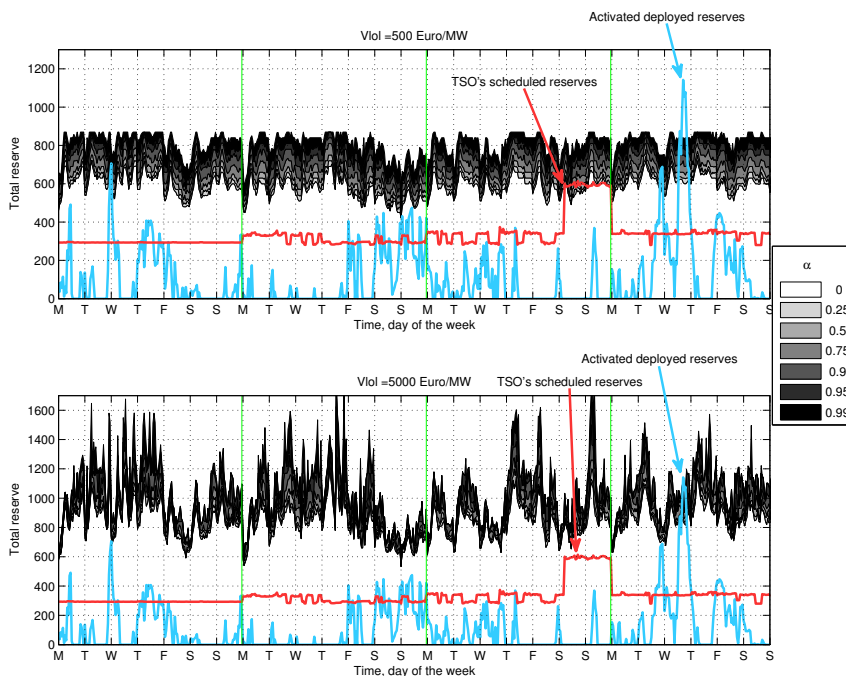 Activated deployed reserves
Vlol =500 Euro/MW
TSO's scheduled reserves
Total reserve
1200
1000
800
600
400
200
0
M T W T F S S M T W T F S S M T W T F S S M T W T F S S
Time, day of the week
α
0
0.25
0.5
0.75
0.9
0.95
0.99
Activated deployed reserves
Vlol =5000 Euro/MW
TSO's scheduled reserves
Total reserve
1600
1400
1200
1000
800
600
400
200
0
M T W T F S S M T W T F S S M T W T F S S M T W T F S S
Time, day of the week